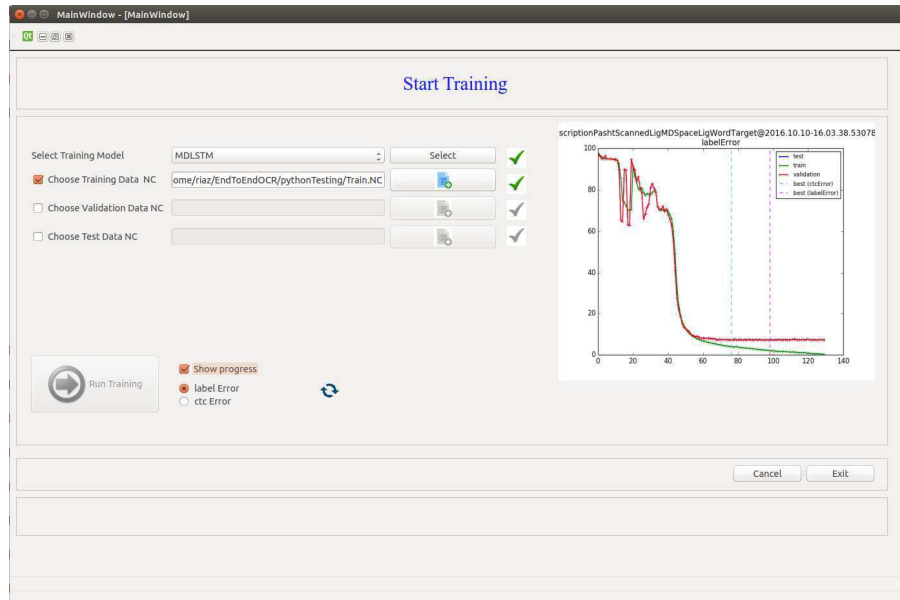 MainWindow - [MainWindow]
Qt
Start Training
Select Training Model MDLSTM Select
Choose Training Data NC ome/riaz/EndToEndOCR/pythonTesting/Train.NC
Choose Validation Data NC
Choose Test Data NC
Run Training
Show progress
label Error
ctc Error
scriptionPashtScannedLigMDSpaceLigWordTarget@2016.10.10-16.03.38.53078
labelError
test
train
validation
best (ctcError)
best (labelError)
100
80
60
40
20
0
0 20 40 60 80 100 120 140
Cancel Exit